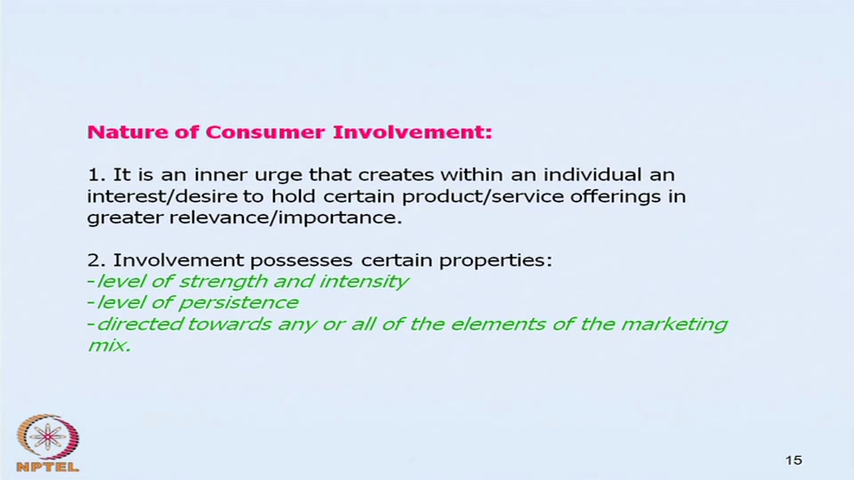 Nature of Consumer Involvement:
1. It is an inner urge that creates within an individual an
interest/desire to hold certain product/service offerings in
greater relevance/importance.
2. Involvement possesses certain properties:
-level of strength and intensity
-level of persistence
-directed towards any or all of the elements of the marketing
mix.
NPTEL
15